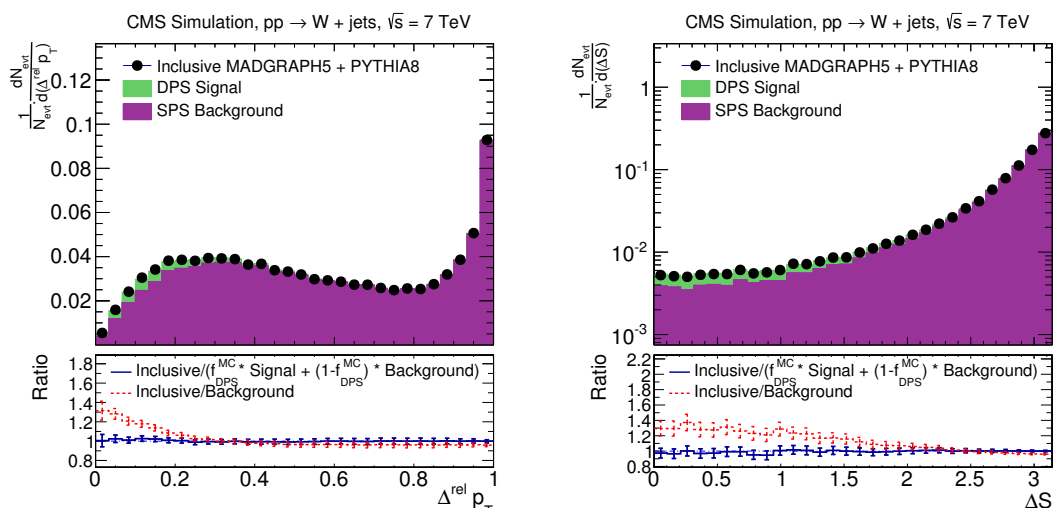 CMS Simulation, pp → W + jets, √s = 7 TeV
1/N_evt · dN_evt/d(Δ^rel p_T)
Inclusive MADGRAPH5 + PYTHIA8
DPS Signal
SPS Background
0.12
0.1
0.08
0.06
0.04
0.02
Ratio
1.8
1.6
1.4
1.2
1
0.8
Inclusive/(f_DPS^MC * Signal + (1-f_DPS^MC) * Background)
Inclusive/Background
0 0.2 0.4 0.6 0.8 1
Δ^rel p_T
CMS Simulation, pp → W + jets, √s = 7 TeV
1/N_evt · dN_evt/d(ΔS)
Inclusive MADGRAPH5 + PYTHIA8
DPS Signal
SPS Background
1
10^-1
10^-2
10^-3
Ratio
2.2
2
1.8
1.6
1.4
1.2
1
0.8
Inclusive/(f_DPS^MC * Signal + (1-f_DPS^MC) * Background)
Inclusive/Background
0 0.5 1 1.5 2 2.5 3
ΔS